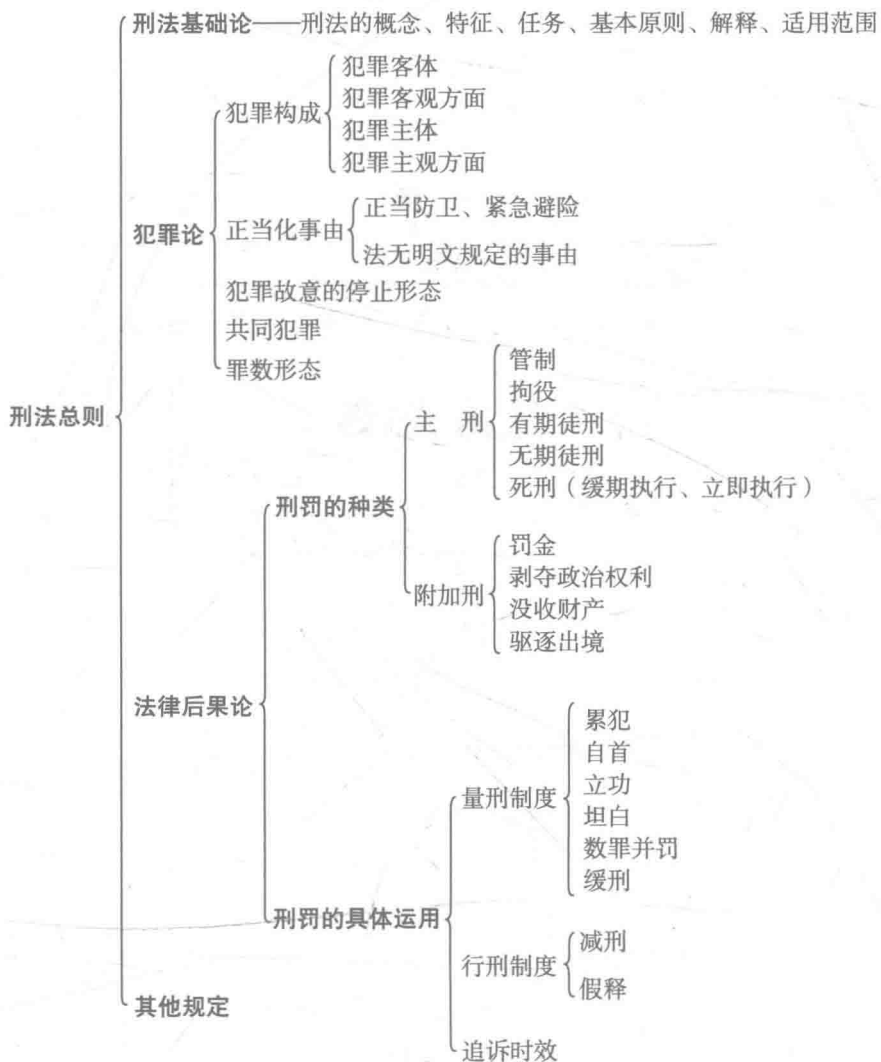 刑法基础论——刑法的概念、特征、任务、基本原则、解释、适用范围
犯罪客体
犯罪客观方面
犯罪构成
犯罪主体
犯罪主观方面
正当防卫、紧急避险
犯罪论
正当化事由
法无明文规定的事由
犯罪故意的停止形态
共同犯罪
罪数形态
刑法总则
管制
拘役
主 刑
有期徒刑
无期徒刑
死刑（缓期执行、立即执行）
刑罚的种类
罚金
剥夺政治权利
附加刑
没收财产
驱逐出境
法律后果论
累犯
自首
立功
量刑制度
坦白
数罪并罚
缓刑
刑罚的具体运用
减刑
行刑制度
假释
其他规定
追诉时效